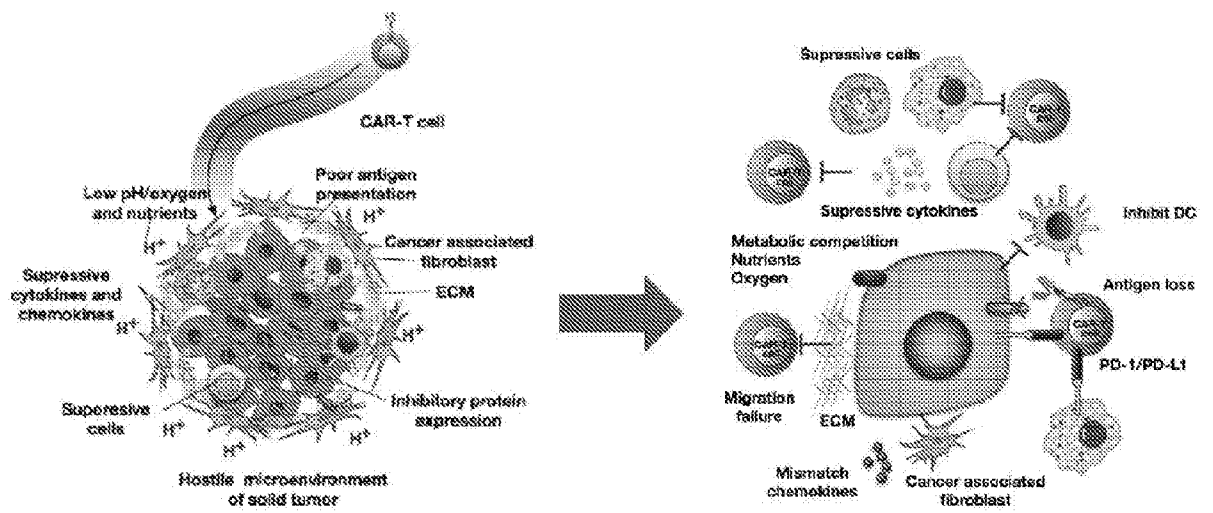 CAR-T cell
Low pH/oxygen
and nutrients
Poor antigen
presentation
H+
H+
H+
Cancer associated
fibroblast
Supressive
cytokines and
chemokines
ECM
H+
H+
Supresive
cells
Inhibitory protein
expression
H+
H+
H+
H+
Hostile microenvironment
of solid tumor
Supressive cells
Supressive cytokines
Inhibit DC
Metabolic competition
Nutrients
Oxygen
Antigen loss
PD-1/PD-L1
Migration
failure
ECM
Mismatch
chemokines
Cancer associated
fibroblast